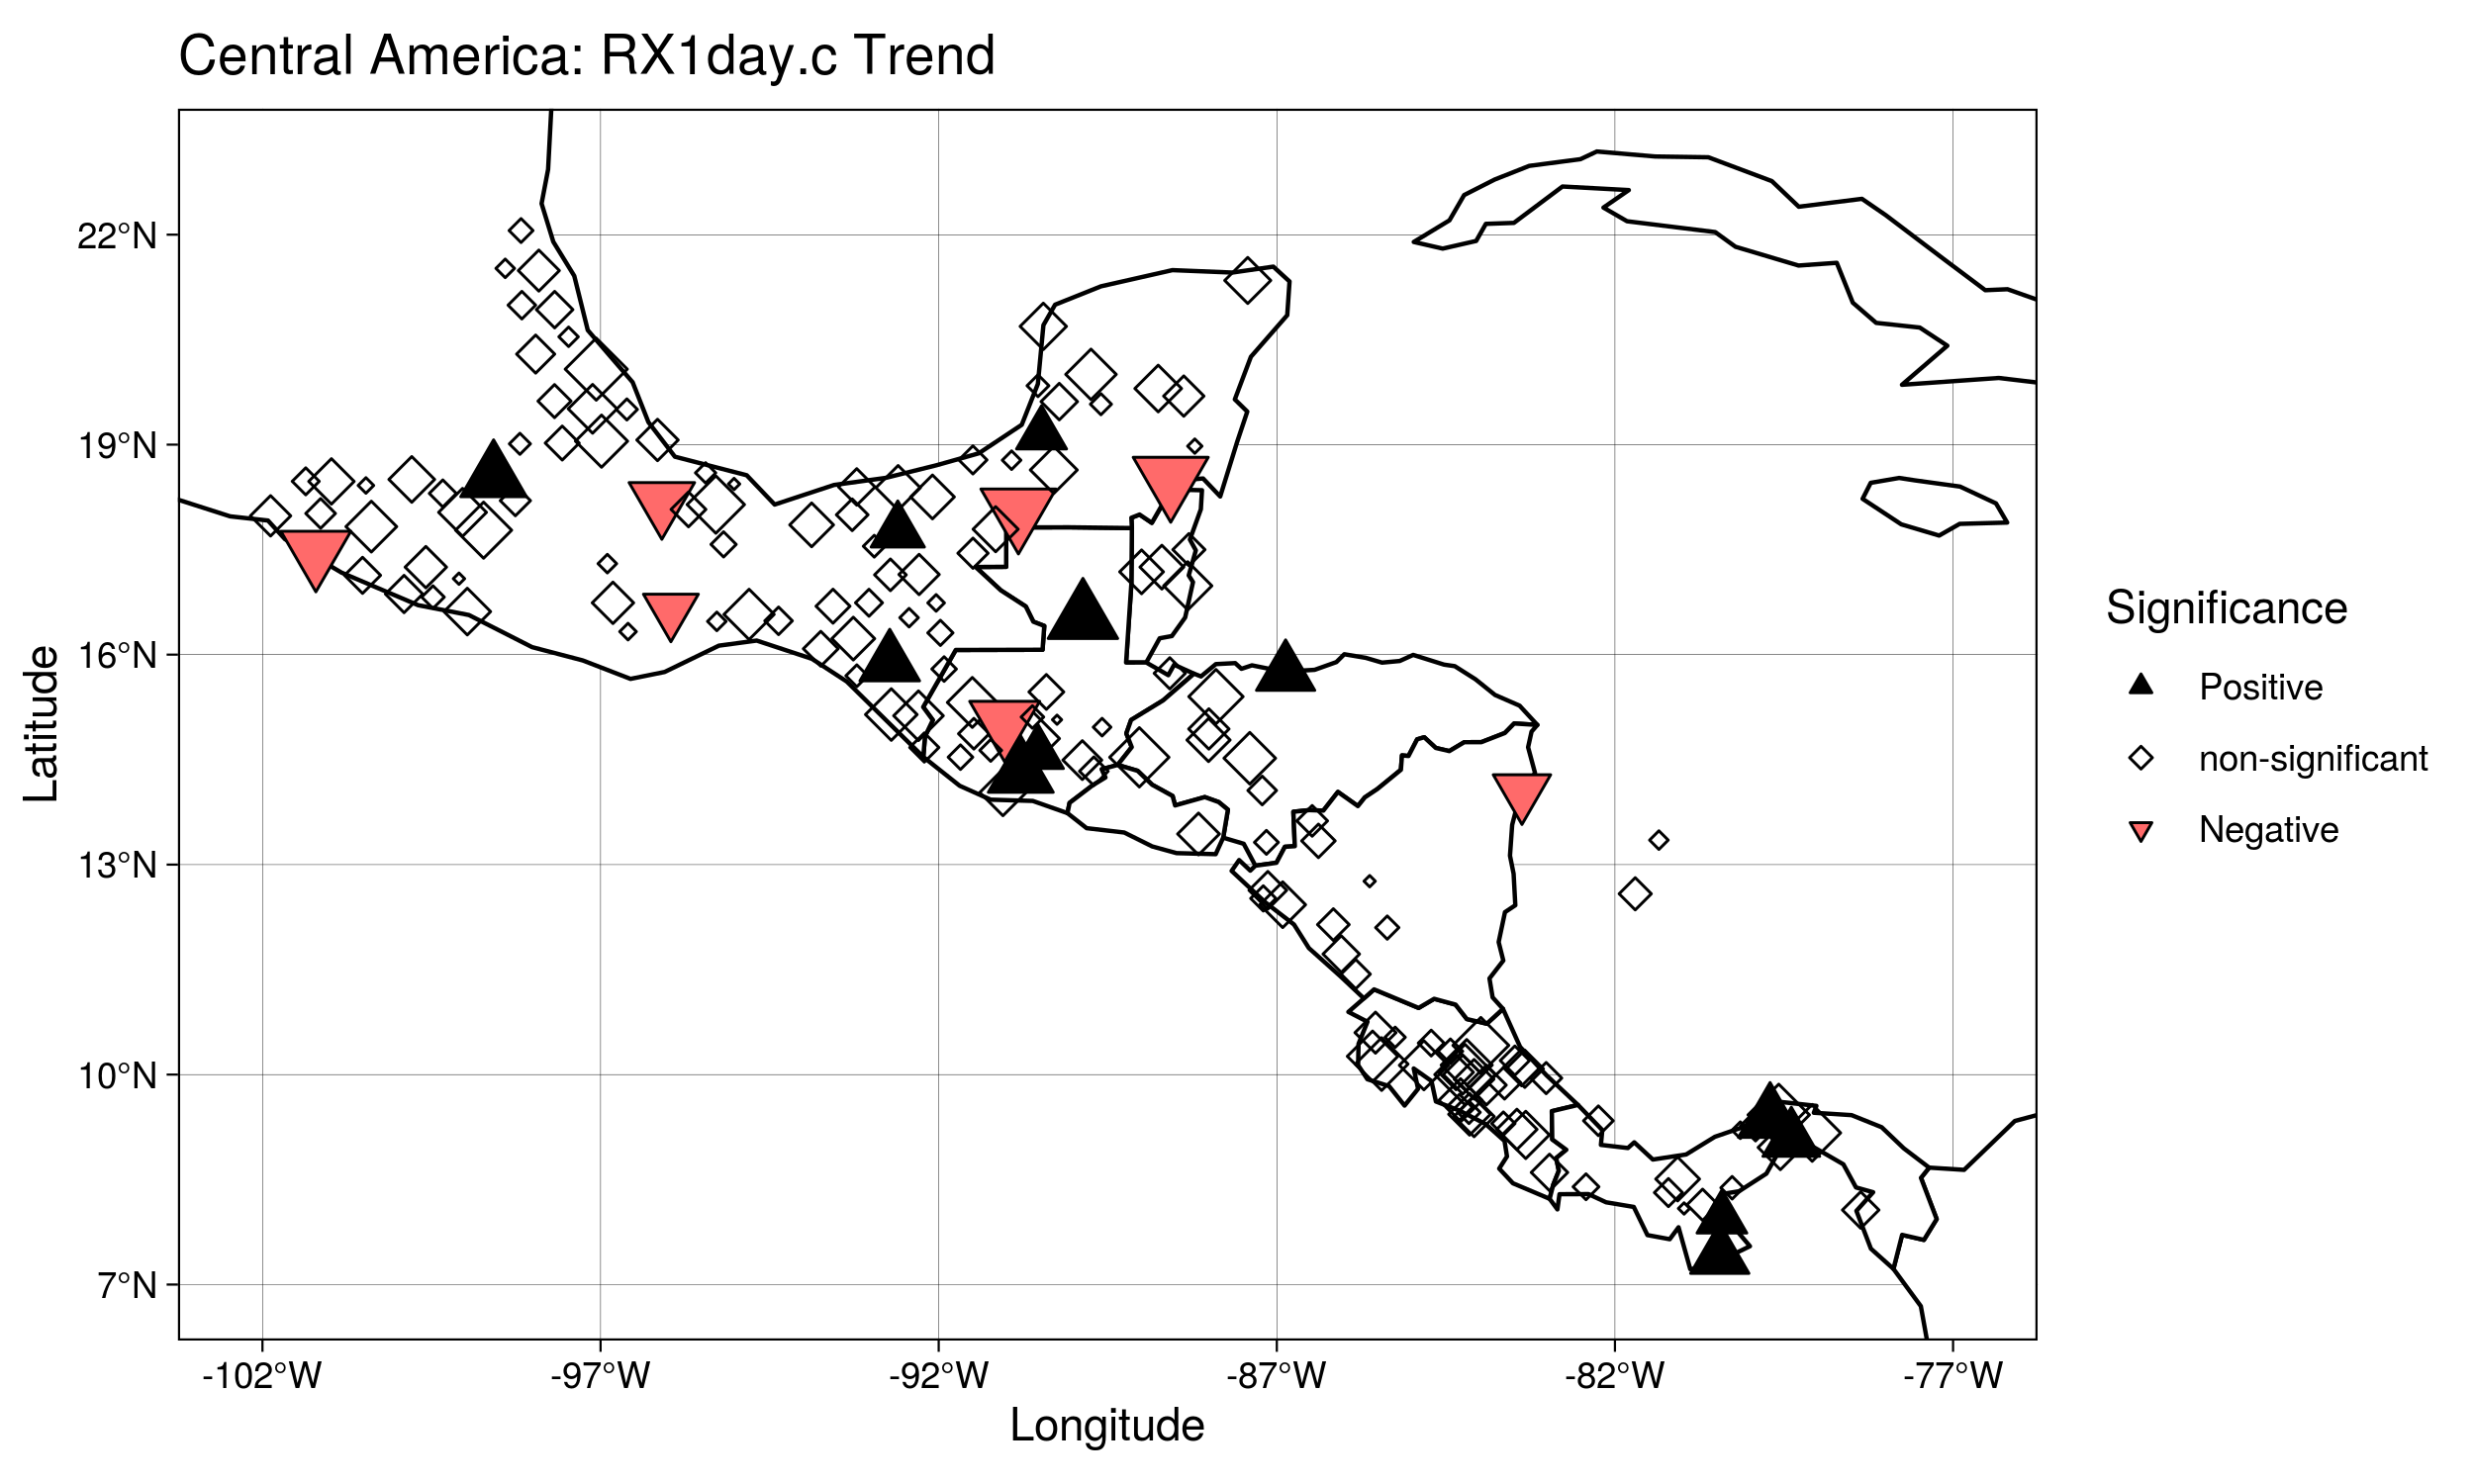 Central America: RX1day.c Trend
22°N
19°N
16°N
13°N
10°N
7°N
Latitude
-102°W
-97°W
-92°W
-87°W
-82°W
-77°W
Longitude
Significance
Positive
non-significant
Negative